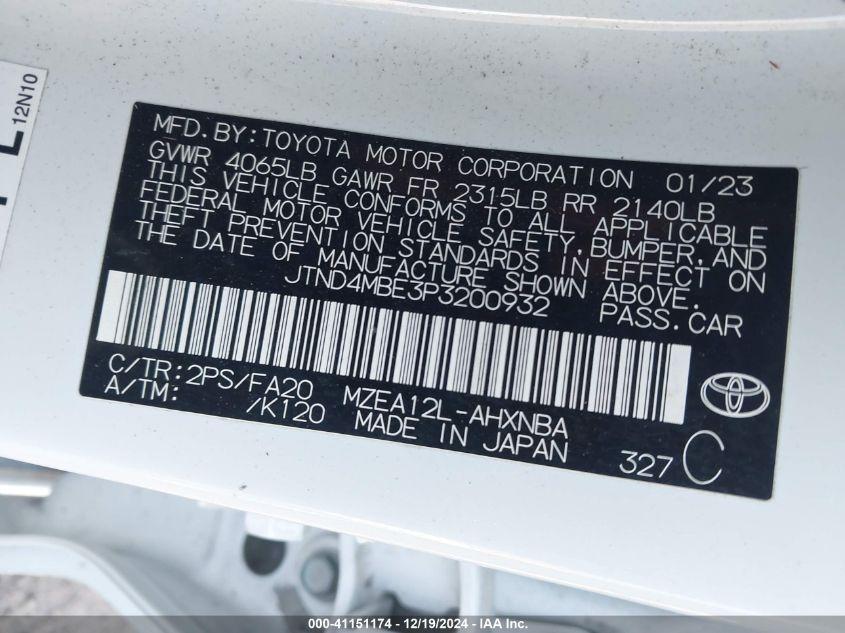 12N10
MFD. BY: TOYOTA MOTOR CORPORATION 01/23
GVWR 4065LB GAWR FR 2315LB RR 2140LB
THIS VEHICLE CONFORMS TO ALL APPLICABLE
FEDERAL MOTOR VEHICLE SAFETY, BUMPER, AND
THEFT PREVENTION STANDARDS IN EFFECT ON
THE DATE OF MANUFACTURE SHOWN ABOVE.
JTND4MBE3P3200932 PASS. CAR
C/TR: 2PS/FA20 MZEA12L-AHXNBA
A/TM: /K120 MADE IN JAPAN
327 C
000-41151174 - 12/19/2024 - IAA, Inc.